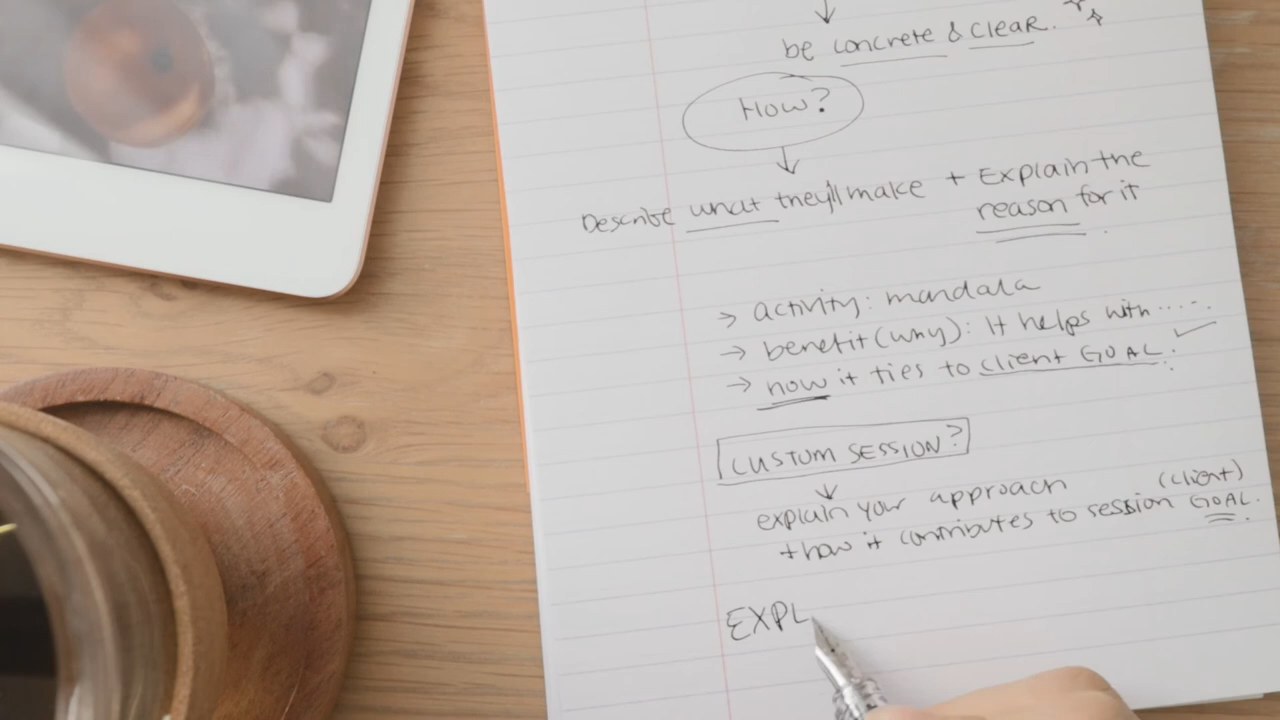 be concrete & clear.
How?
Describe what they'll make + Explain the
reason for it
→ activity: mandala
→ benefit (why): It helps with .....
→ how it ties to client GOAL.
CUSTOM SESSION?
explain your approach (client)
+ how it contributes to session GOAL.
EXPL